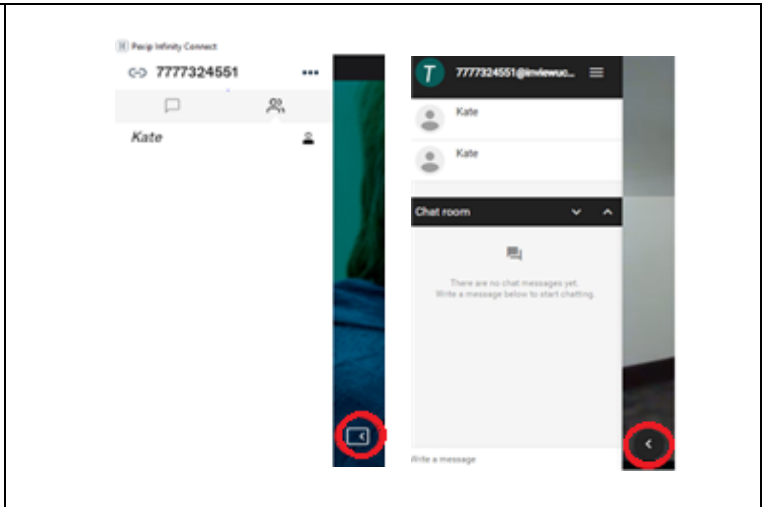 Pexip Infinity Connect
7777324551
Kate
T 7777324551@inviewuc...
Kate
Kate
Chat room
There are no chat messages yet.
Write a message below to start chatting.
Write a message